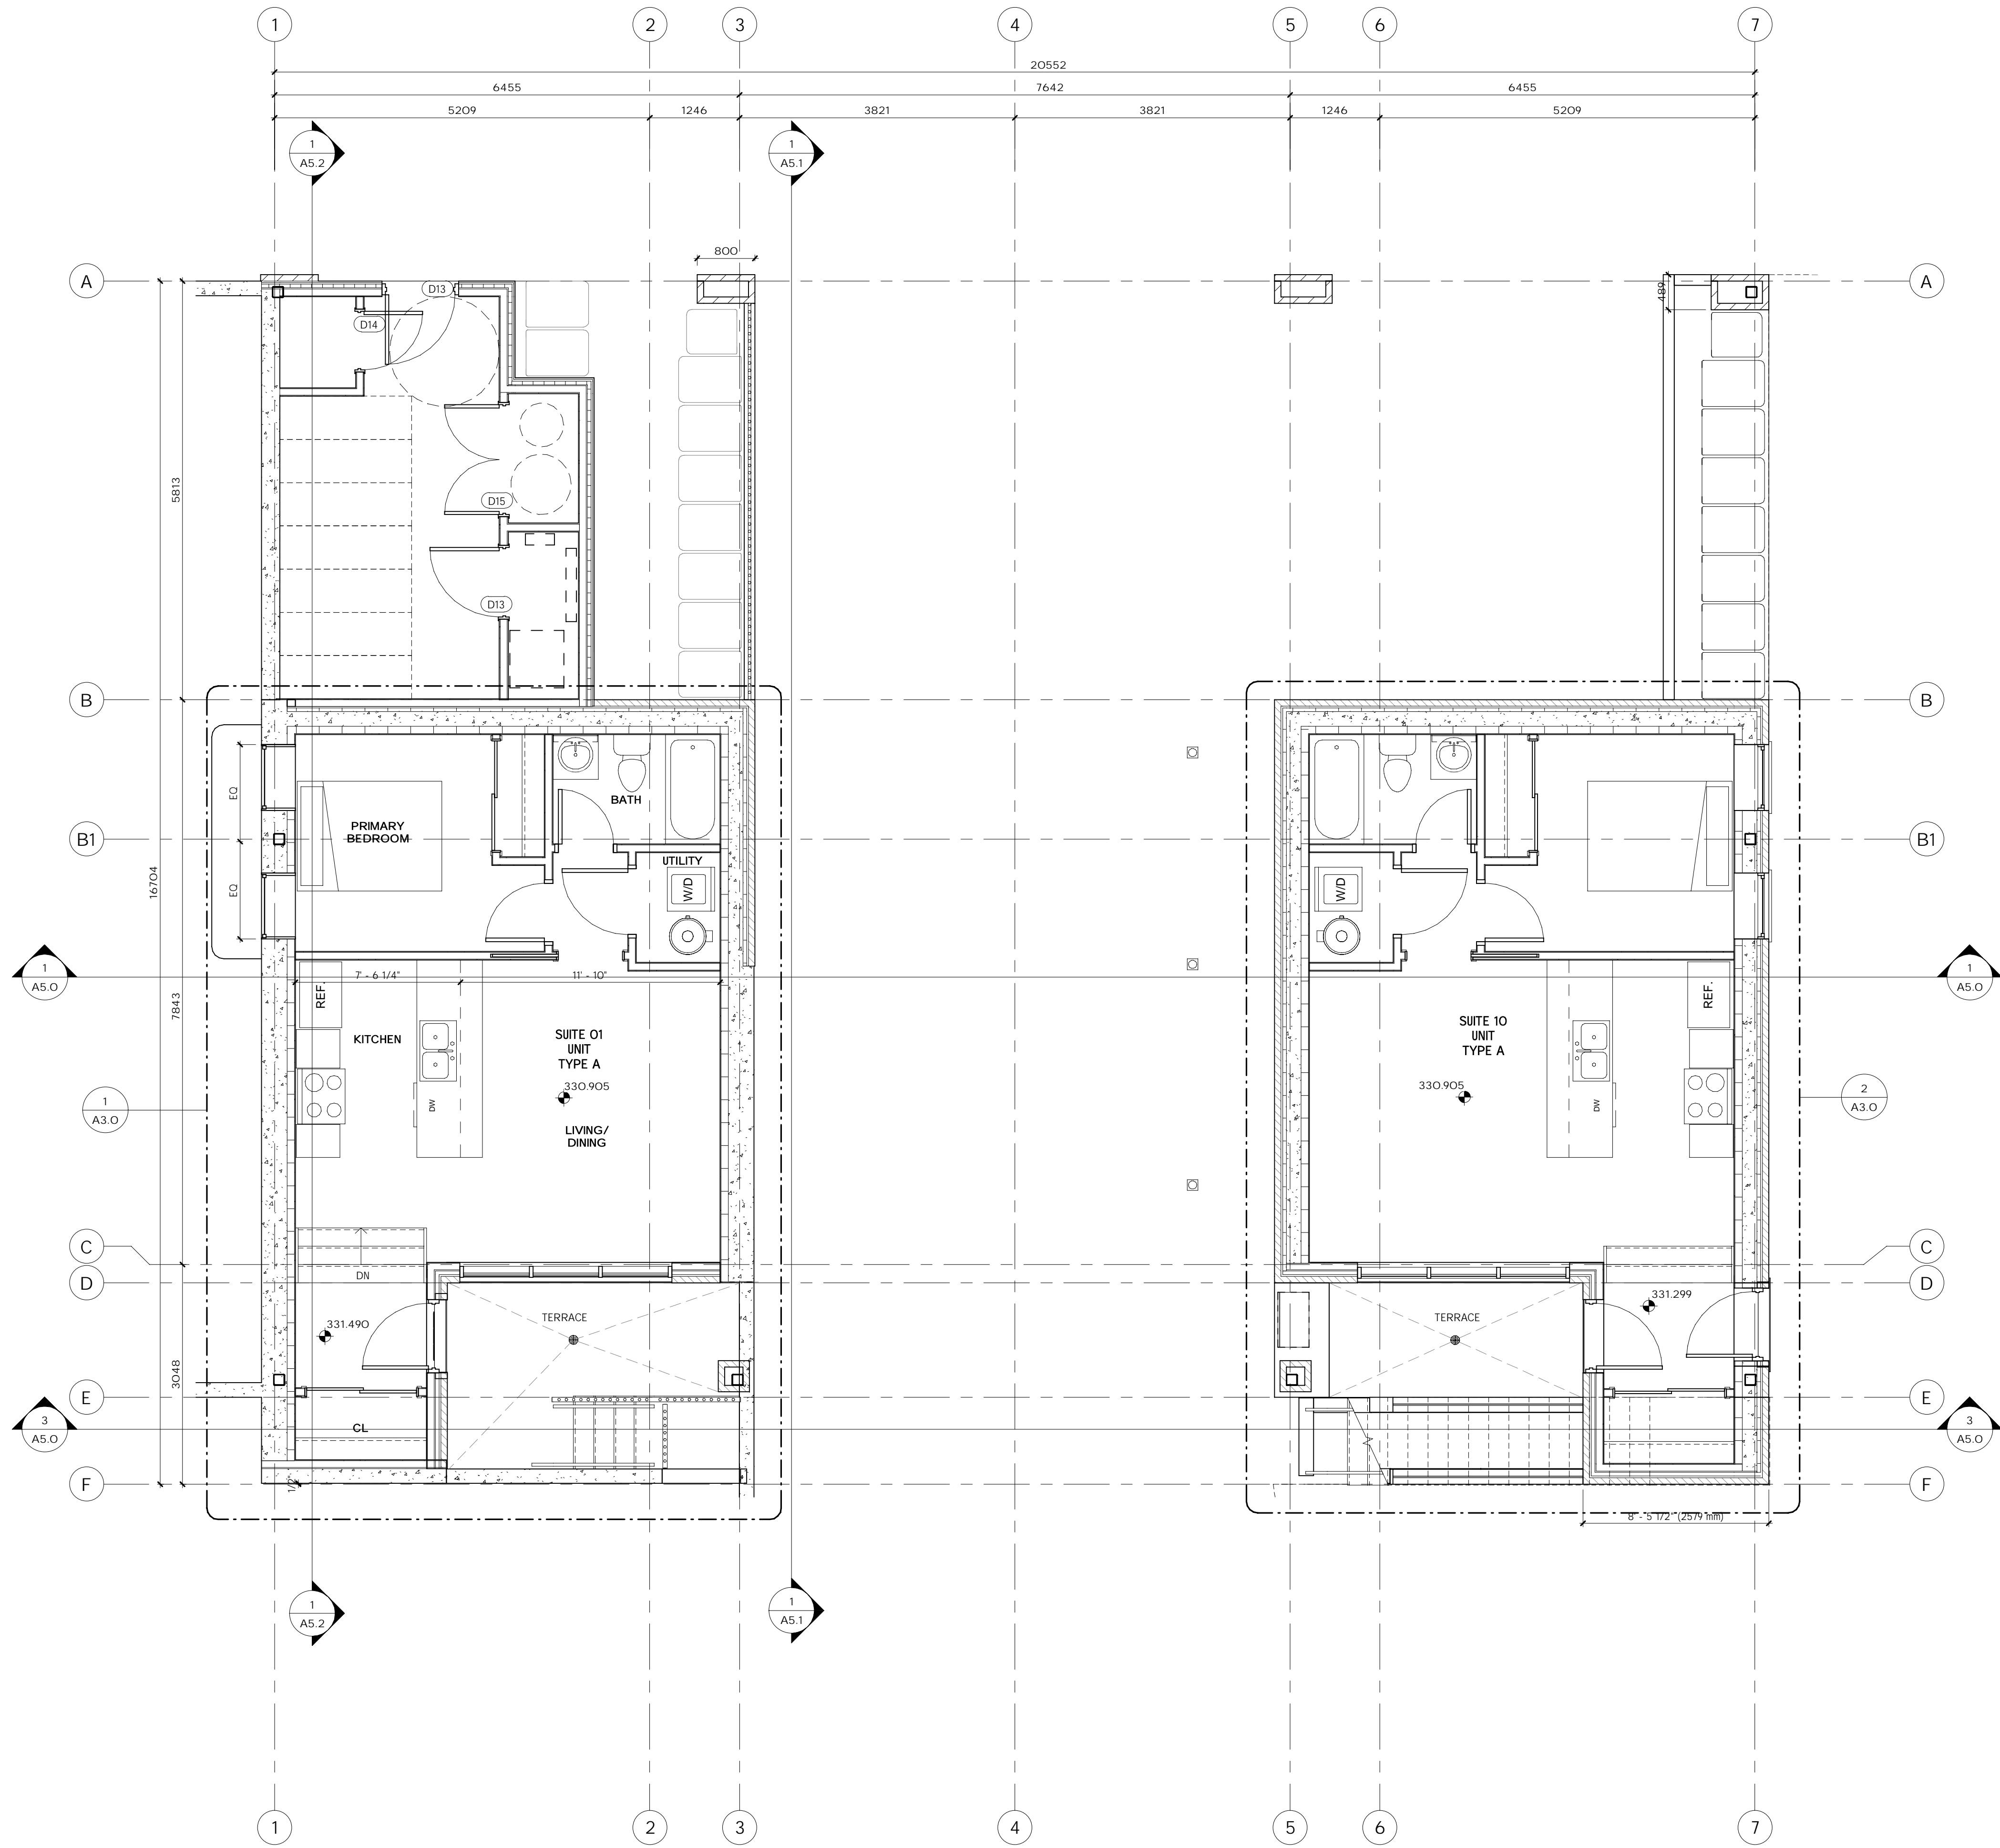 1 2 3 4 5 6 7
20552
6455 7642 6455
5209 1246 3821 3821 1246 5209
1
A5.2
1
A5.1
800
A
D13
489
A
D14
5813
D15
D13
B
B
EQ
BATH
PRIMARY
BEDROOM
B1
B1
UTILITY
16704
EQ
W/D
W/D
1
A5.0
7' - 6 1/4"
11' - 10"
1
A5.0
REF.
REF.
7843
KITCHEN
SUITE 01
UNIT
TYPE A
SUITE 10
UNIT
TYPE A
330.905
330.905
1
A3.0
DW
DW
2
A3.0
LIVING/
DINING
C
C
DN
D
D
331.299
TERRACE
TERRACE
331.490
3048
E
E
3
A5.0
CL
3
A5.0
F
1/2
F
8' - 5 1/2" (2579 mm)
1
A5.2
1
A5.1
1 2 3 4 5 6 7